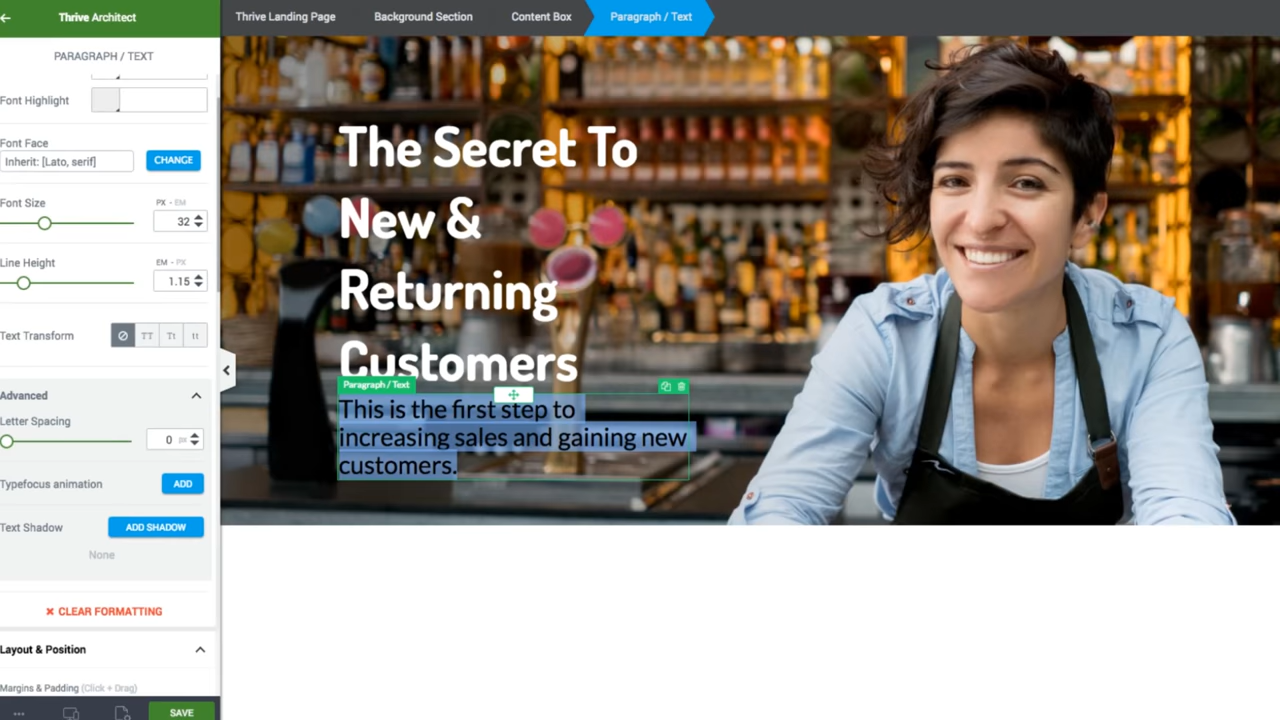 Thrive Architect
Thrive Landing Page
Background Section
Content Box
Paragraph / Text
PARAGRAPH / TEXT
Font Highlight
Font Face
Inherit: [Lato, serif]
CHANGE
Font Size
PX - EM
32
Line Height
EM - PX
1.15
Text Transform
TT
Tt
tt
Advanced
Letter Spacing
0 px
Typefocus animation
ADD
Text Shadow
ADD SHADOW
None
CLEAR FORMATTING
Layout & Position
Margins & Padding (Click + Drag)
SAVE
The Secret To
New &
Returning
Customers
Paragraph / Text
This is the first step to
increasing sales and gaining new
customers.